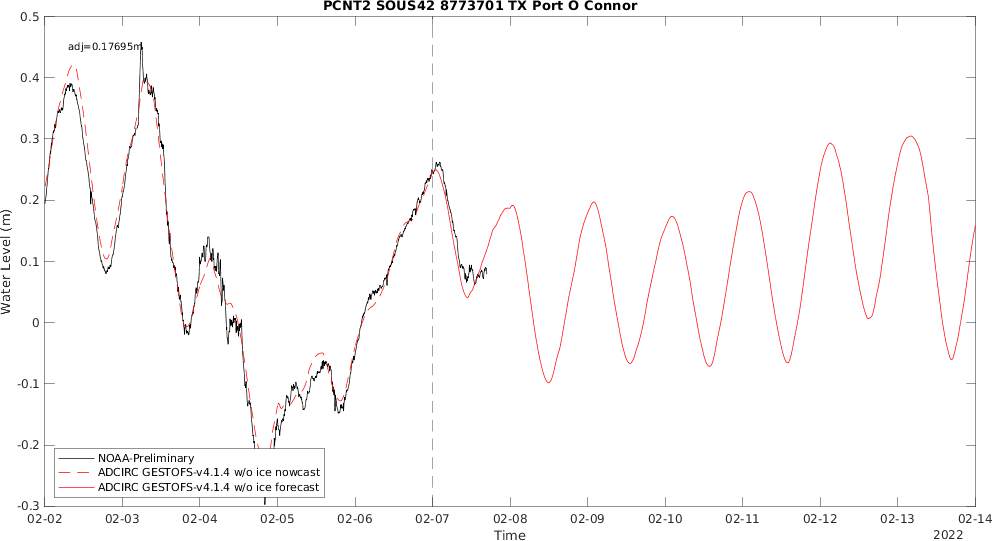 PCNT2 SOUS42 8773701 TX Port O Connor
0.5
0.4
0.3
0.2
0.1
0
-0.1
-0.2
-0.3
Water Level (m)
adj=0.17695m
NOAA-Preliminary
ADCIRC GESTOFS-v4.1.4 w/o ice nowcast
ADCIRC GESTOFS-v4.1.4 w/o ice forecast
02-02 02-03 02-04 02-05 02-06 02-07 02-08 02-09 02-10 02-11 02-12 02-13 02-14
Time
2022